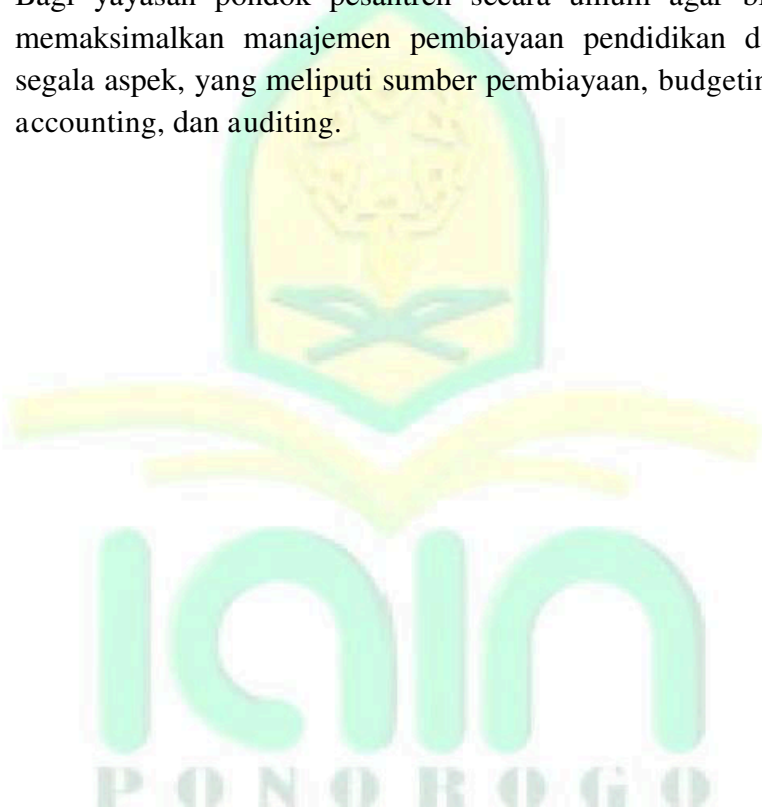 Bagi yayasan pondok pesantren secara umum agar bi
memaksimalkan manajemen pembiayaan pendidikan d
segala aspek, yang meliputi sumber pembiayaan, budgetin
accounting, dan auditing.
IAIN
PONOROGO